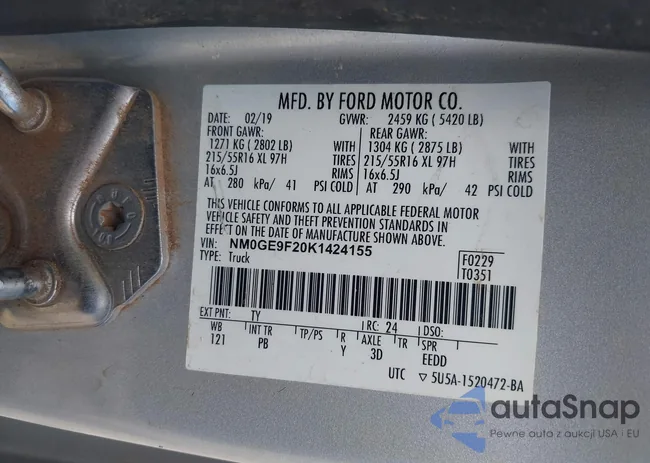 MFD. BY FORD MOTOR CO.
DATE: 02/19 GVWR: 2459 KG ( 5420 LB)
FRONT GAWR: REAR GAWR:
1271 KG ( 2802 LB) WITH 1304 KG ( 2875 LB) WITH
215/55R16 XL 97H TIRES 215/55R16 XL 97H TIRES
16x6.5J RIMS 16x6.5J RIMS
AT 280 kPa/ 41 PSI COLD AT 290 kPa/ 42 PSI COLD
THIS VEHICLE CONFORMS TO ALL APPLICABLE FEDERAL MOTOR
VEHICLE SAFETY AND THEFT PREVENTION STANDARDS IN
EFFECT ON THE DATE OF MANUFACTURE SHOWN ABOVE.
VIN: NM0GE9F20K1424155 F0229
TYPE: Truck T0351
EXT PNT: TY RC: 24 DSO:
WB INT TR TP/PS R AXLE TR SPR
121 PB Y 3D EEDD
UTC ▽ 5U5A-1520472-BA
autaSnap
Pewne auta z aukcji USA i EU